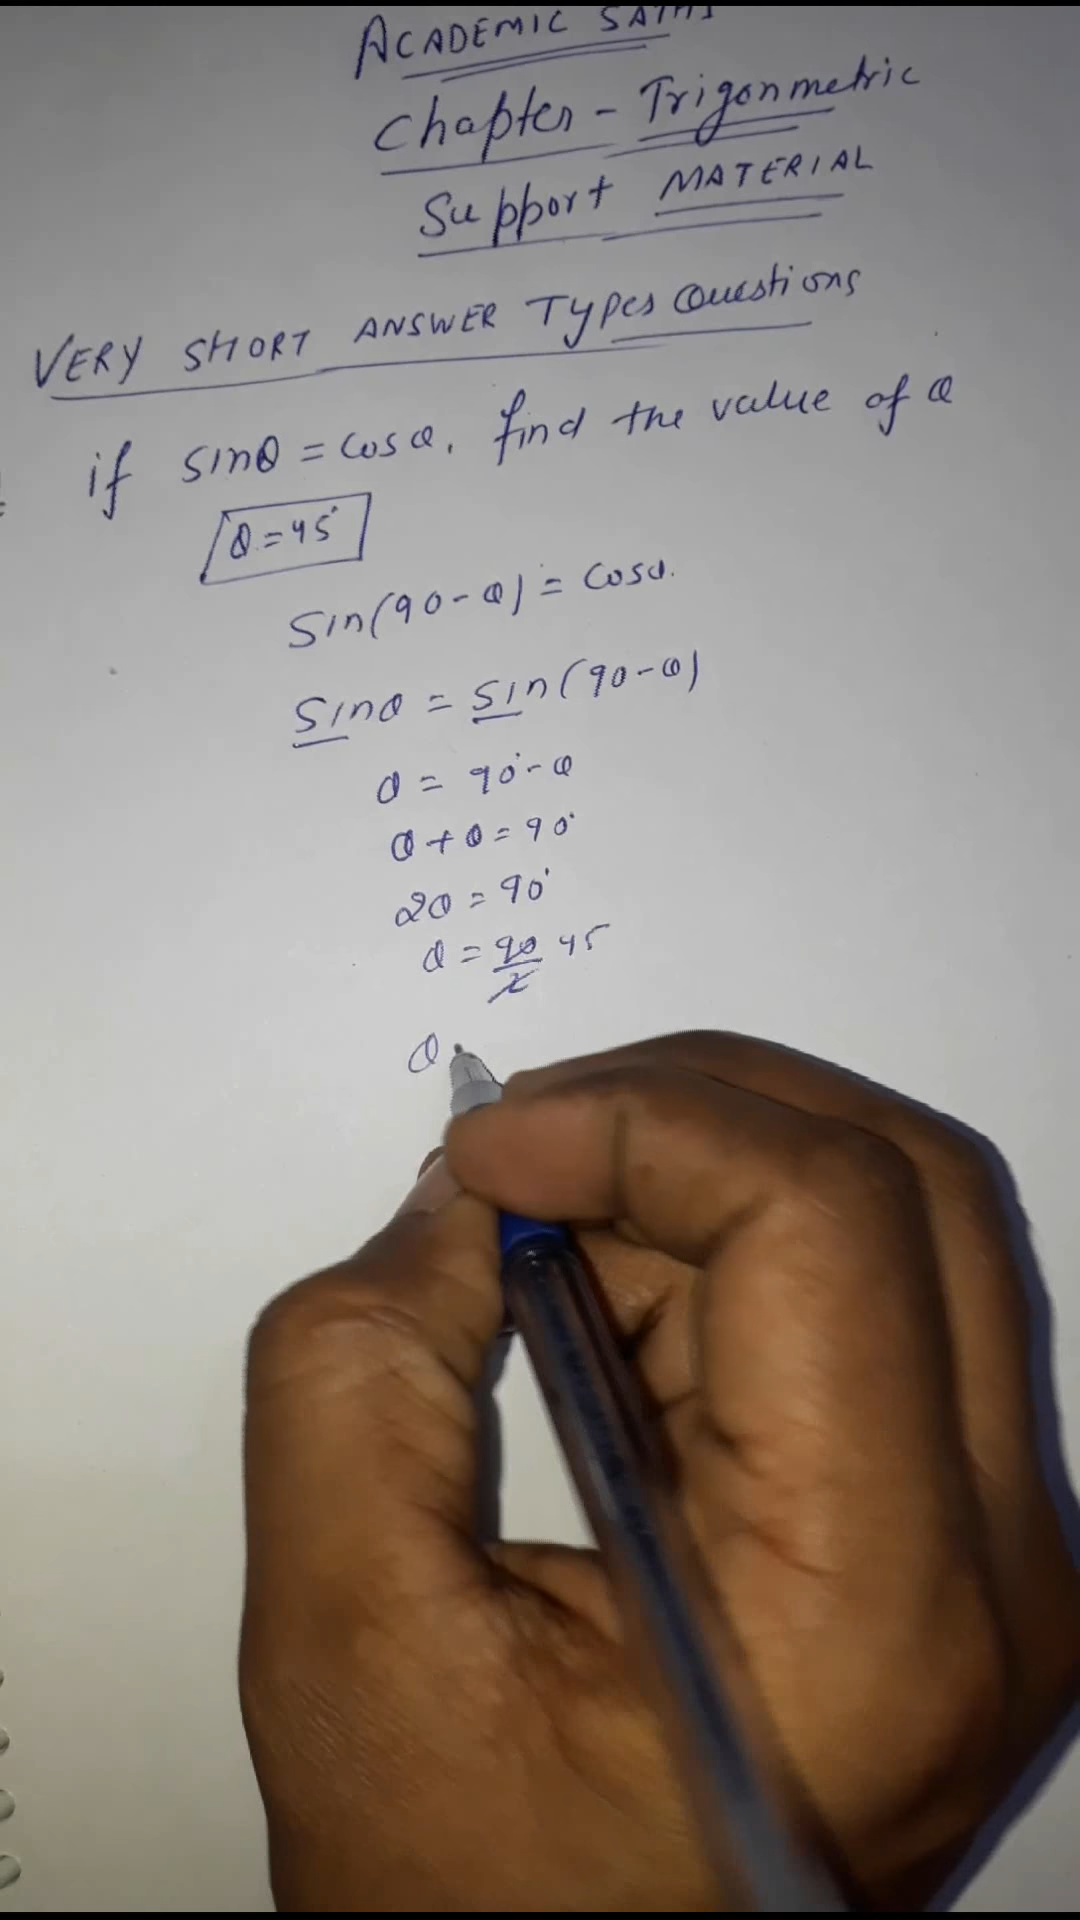 ACADEMIC SATHI
Chapter - Trigonmetric
Support MATERIAL
VERY SHORT ANSWER Types Questions
if sinθ = cosθ. find the value of θ
θ = 45°
Sin(90-θ) = Cosθ.
Sinθ = Sin(90-θ)
θ = 90°-θ
θ + θ = 90°
2θ = 90°
θ = 90/2 45
θ